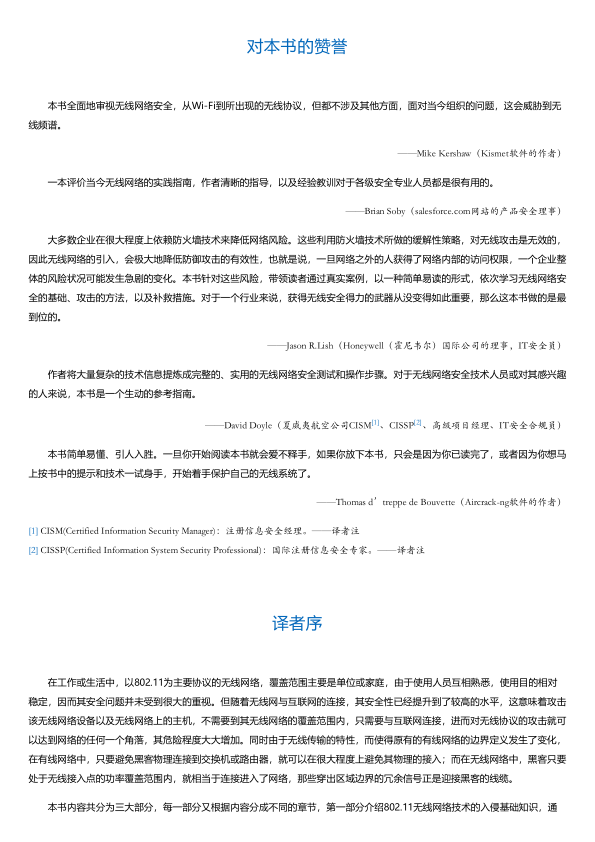 对本书的赞誉
本书全面地审视无线网络安全，从Wi-Fi到所出现的无线协议，但都不涉及其他方面，面对当今组织的问题，这会威胁到无
线频谱。
——Mike Kershaw（Kismet软件的作者）
一本评价当今无线网络的实践指南，作者清晰的指导，以及经验教训对于各级安全专业人员都是很有用的。
——Brian Soby（salesforce.com网站的产品安全理事）
大多数企业在很大程度上依赖防火墙技术来降低网络风险。这些利用防火墙技术所做的缓解性策略，对无线攻击是无效的，
因此无线网络的引入，会极大地降低防御攻击的有效性，也就是说，一旦网络之外的人获得了网络内部的访问权限，一个企业整
体的风险状况可能发生急剧的变化。本书针对这些风险，带领读者通过真实案例，以一种简单易读的形式，依次学习无线网络安
全的基础、攻击的方法，以及补救措施。对于一个行业来说，获得无线安全得力的武器从没变得如此重要，那么这本书做的是最
到位的。
——Jason R.Lish（Honeywell（霍尼韦尔）国际公司的理事，IT安全员）
作者将大量复杂的技术信息提炼成完整的、实用的无线网络安全测试和操作步骤。对于无线网络安全技术人员或对其感兴趣
的人来说，本书是一个生动的参考指南。
——David Doyle（夏威夷航空公司CISM[1]、CISSP[2]、高级项目经理、IT安全合规员）
本书简单易懂、引人入胜。一旦你开始阅读本书就会爱不释手，如果你放下本书，只会是因为你已读完了，或者因为你想马
上按书中的提示和技术一试身手，开始着手保护自己的无线系统了。
——Thomas d’treppe de Bouvette（Aircrack-ng软件的作者）
[1] CISM(Certified Information Security Manager)：注册信息安全经理。——译者注
[2] CISSP(Certified Information System Security Professional)：国际注册信息安全专家。——译者注
译者序
在工作或生活中，以802.11为主要协议的无线网络，覆盖范围主要是单位或家庭，由于使用人员互相熟悉，使用目的相对
稳定，因而其安全问题并未受到很大的重视。但随着无线网与互联网的连接，其安全性已经提升到了较高的水平，这意味着攻击
该无线网络设备以及无线网络上的主机，不需要到其无线网络的覆盖范围内，只需要与互联网连接，进而对无线协议的攻击就可
以达到网络的任何一个角落，其危险程度大大增加。同时由于无线传输的特性，而使得原有的有线网络的边界定义发生了变化，
在有线网络中，只要避免黑客物理连接到交换机或路由器，就可以在很大程度上避免其物理的接入；而在无线网络中，黑客只要
处于无线接入点的功率覆盖范围内，就相当于连接进入了网络，那些穿出区域边界的冗余信号正是迎接黑客的线缆。
本书内容共分为三大部分，每一部分又根据内容分成不同的章节，第一部分介绍802.11无线网络技术的入侵基础知识，通